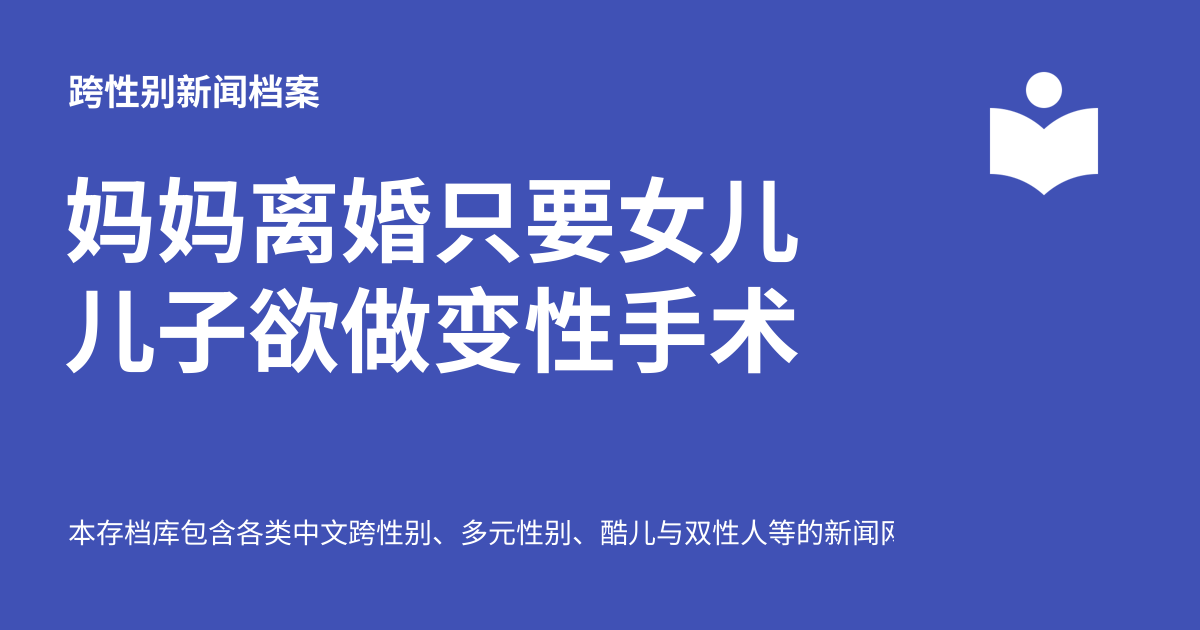 跨性别新闻档案
妈妈离婚只要女儿
儿子欲做变性手术
本存档库包含各类中文跨性别、多元性别、酷儿与双性人等的新闻